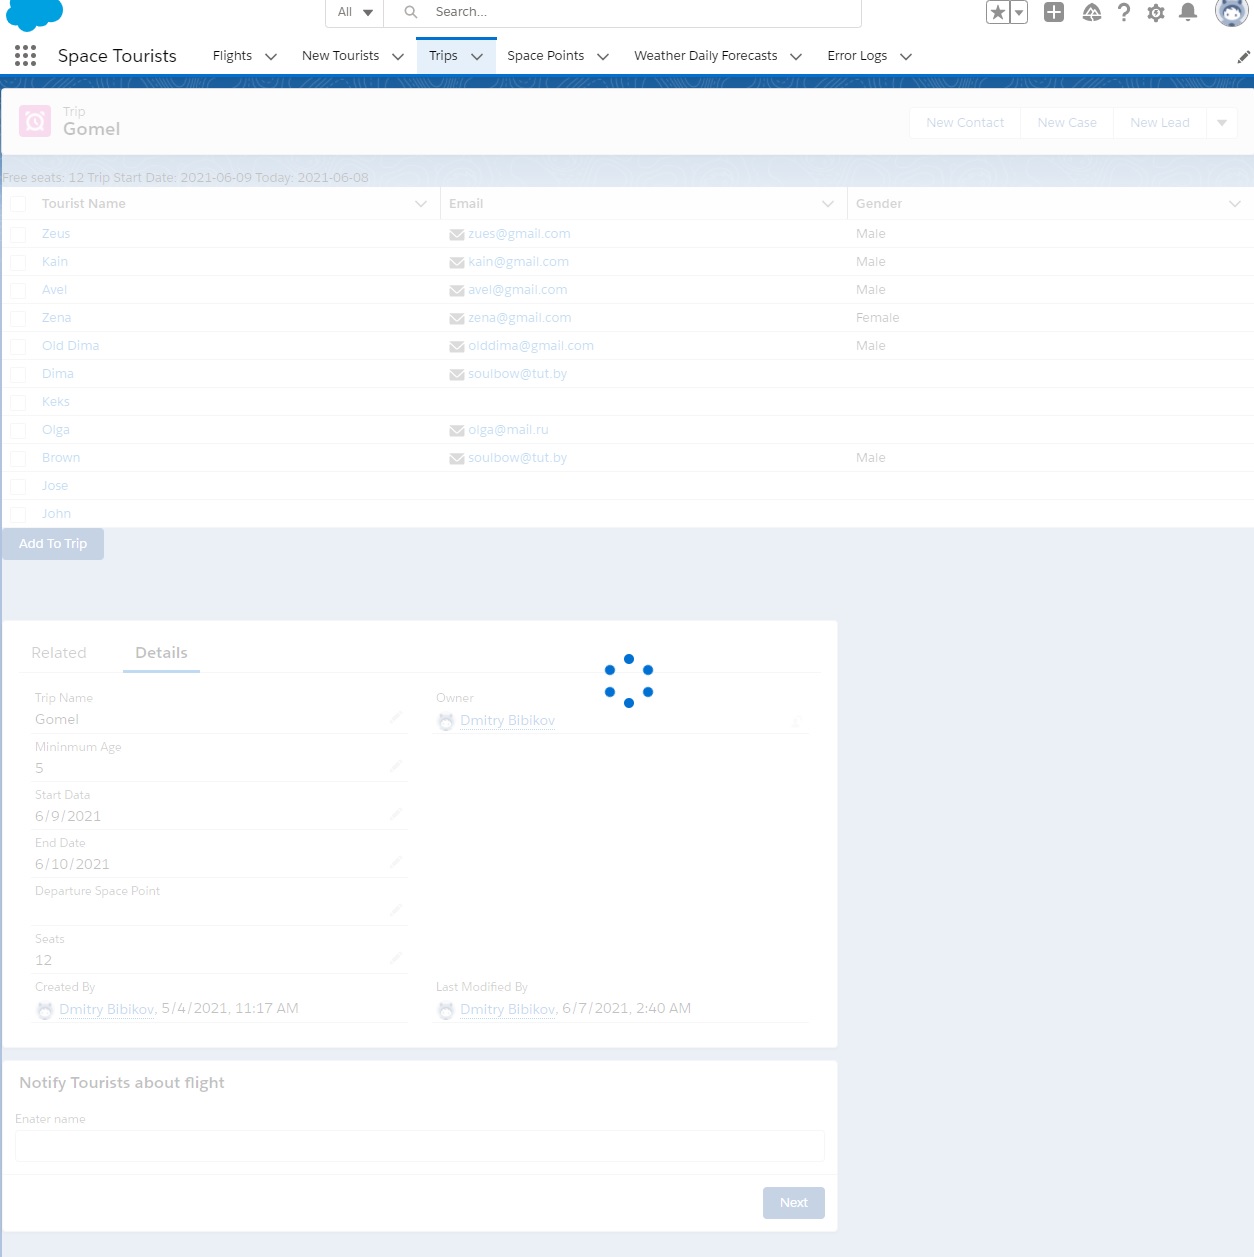 All Search...
Space Tourists Flights New Tourists Trips Space Points Weather Daily Forecasts Error Logs
Trip
Gomel
New Contact New Case New Lead
Free seats: 12 Trip Start Date: 2021-06-09 Today: 2021-06-08
Tourist Name Email Gender
Zeus zues@gmail.com Male
Kain kain@gmail.com Male
Avel avel@gmail.com Male
Zena zena@gmail.com Female
Old Dima olddima@gmail.com Male
Dima soulbow@tut.by
Keks
Olga olga@mail.ru
Brown soulbow@tut.by Male
Jose
John
Add To Trip
Related Details
Trip Name Owner
Gomel Dmitry Bibikov
Mininmum Age
5
Start Data
6/9/2021
End Date
6/10/2021
Departure Space Point
Seats
12
Created By Last Modified By
Dmitry Bibikov, 5/4/2021, 11:17 AM Dmitry Bibikov, 6/7/2021, 2:40 AM
Notify Tourists about flight
Enater name
Next